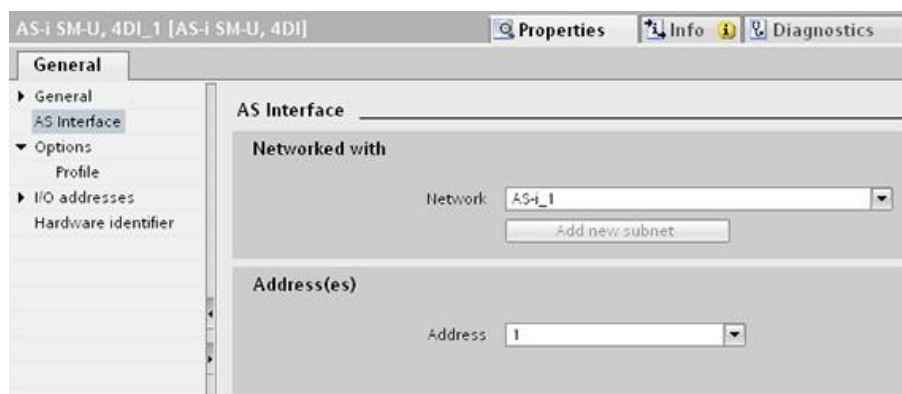 AS-i SM-U, 4DI_1 [AS-i SM-U, 4DI]
Properties
Info
Diagnostics
General
General
AS Interface
Options
Profile
I/O addresses
Hardware identifier
AS Interface
Networked with
Network AS-i_1
Add new subnet
Address(es)
Address 1